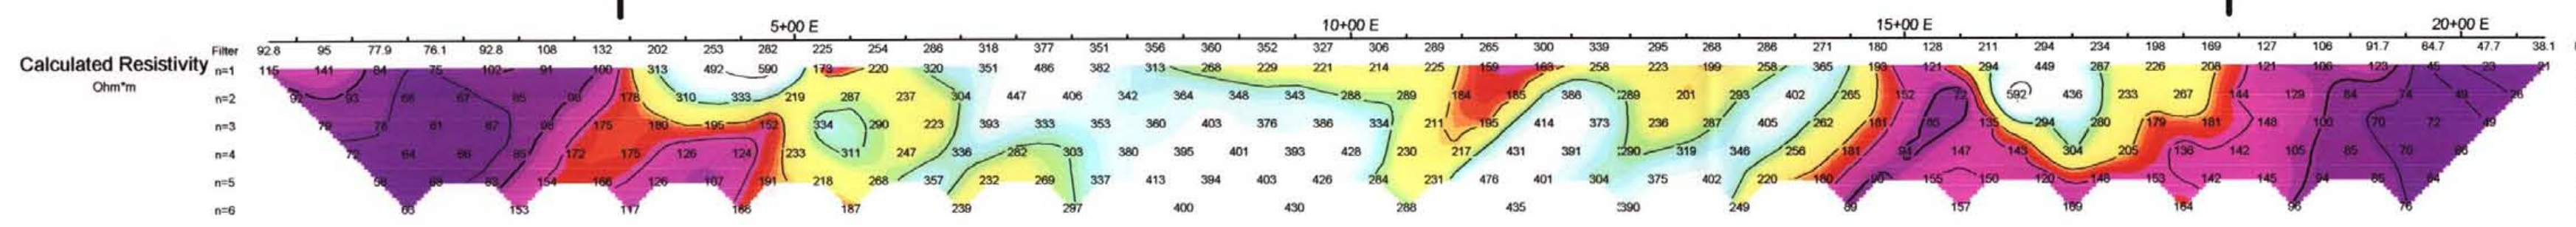 5+00 E 10+00 E 15+00 E 20+00 E
Calculated Resistivity
Ohm*m
Filter 92.8 95 77.9 76.1 92.8 108 132 202 253 282 225 254 286 318 377 351 356 360 352 327 306 289 265 300 339 295 268 286 271 180 128 211 294 234 198 169 127 106 91.7 64.7 47.7 38.1
n=1 115 141 84 75 102 91 100 313 492 590 173 220 320 351 486 382 313 268 229 221 214 225 159 163 258 223 199 258 365 193 121 294 449 267 226 208 121 106 123 45 23 21
n=2 92 93 68 67 85 98 178 310 333 219 287 237 304 447 406 342 364 348 343 288 289 184 185 386 289 201 293 402 265 152 72 592 436 233 267 144 129 84 74 49 26
n=3 79 78 81 87 98 175 180 195 152 334 290 223 393 333 353 360 403 376 386 334 211 195 414 373 236 287 405 262 181 85 135 294 280 179 181 148 100 70 72 49
n=4 72 64 66 85 172 175 126 124 233 311 247 336 282 303 380 395 401 393 428 230 217 431 391 290 319 346 256 181 94 147 143 304 205 136 142 105 85 70 66
n=5 58 69 83 154 166 126 107 191 218 268 357 232 269 337 413 394 403 426 284 231 476 401 304 375 402 220 180 90 155 150 120 148 153 142 145 94 85 64
n=6 63 153 117 186 187 239 297 400 430 288 435 390 249 89 157 169 164 96 76